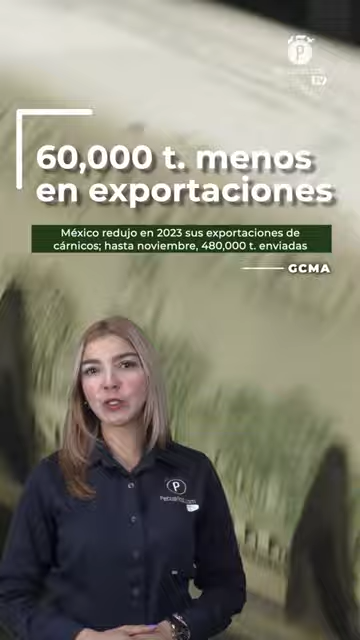 P
TV
60,000 t. menos
en exportaciones
México redujo en 2023 sus exportaciones de
cárnicos; hasta noviembre, 480,000 t. enviadas
GCMA
P